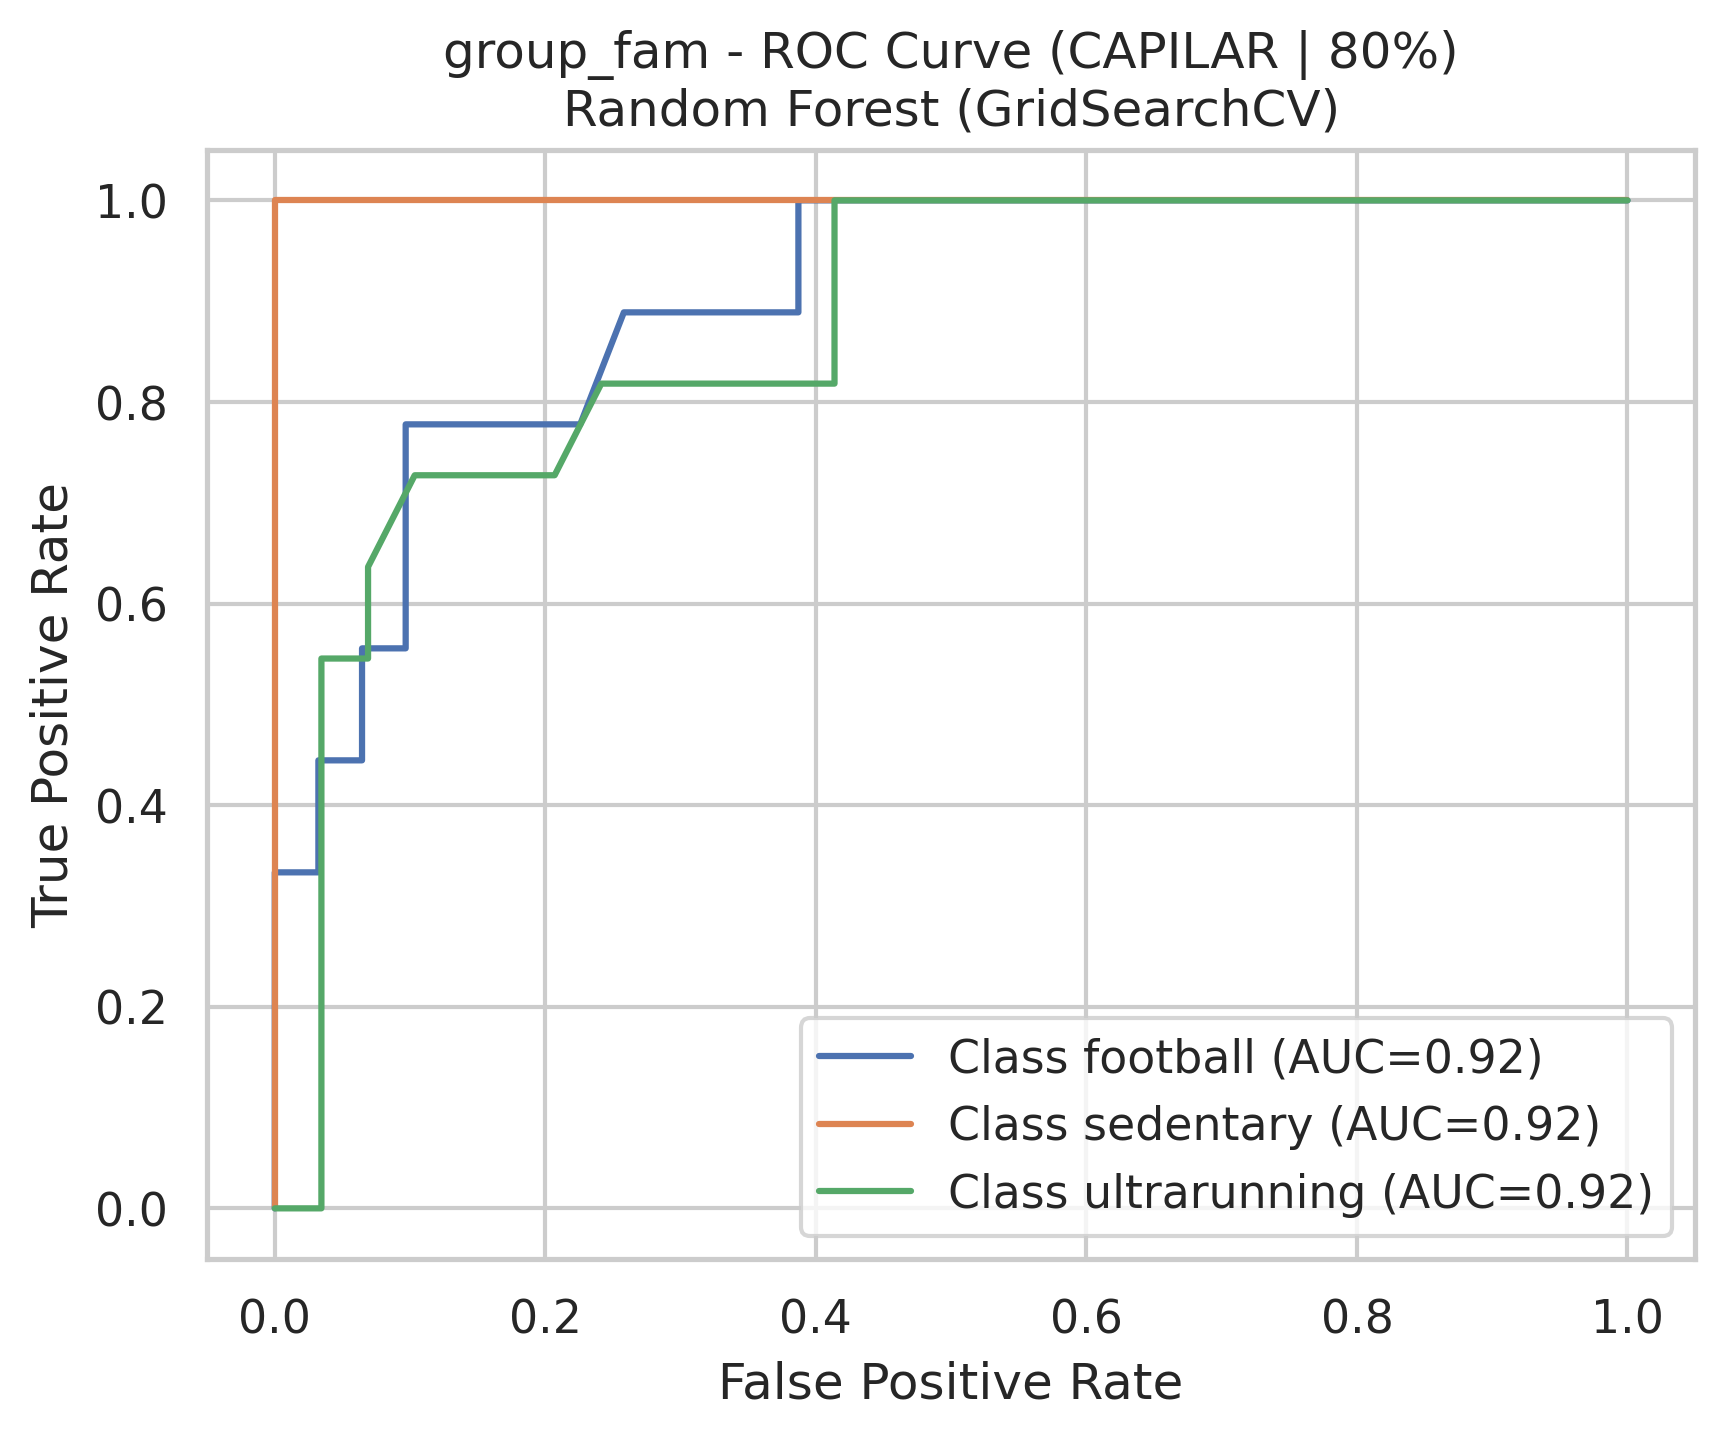 group_fam - ROC Curve (CAPILAR | 80%)
Random Forest (GridSearchCV)
True Positive Rate
1.0
0.8
0.6
0.4
0.2
0.0
Class football (AUC=0.92)
Class sedentary (AUC=0.92)
Class ultrarunning (AUC=0.92)
0.0 0.2 0.4 0.6 0.8 1.0
False Positive Rate